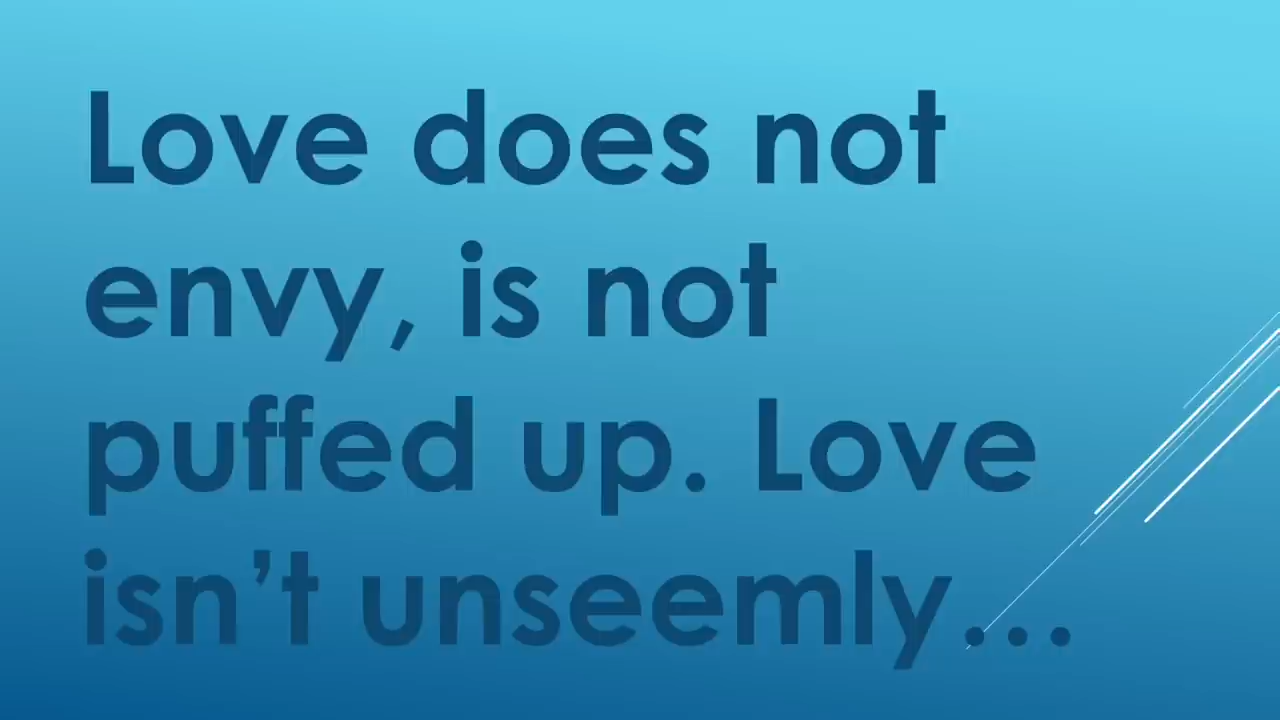 Love does not
envy, is not
puffed up. Love
isn’t unseemly…